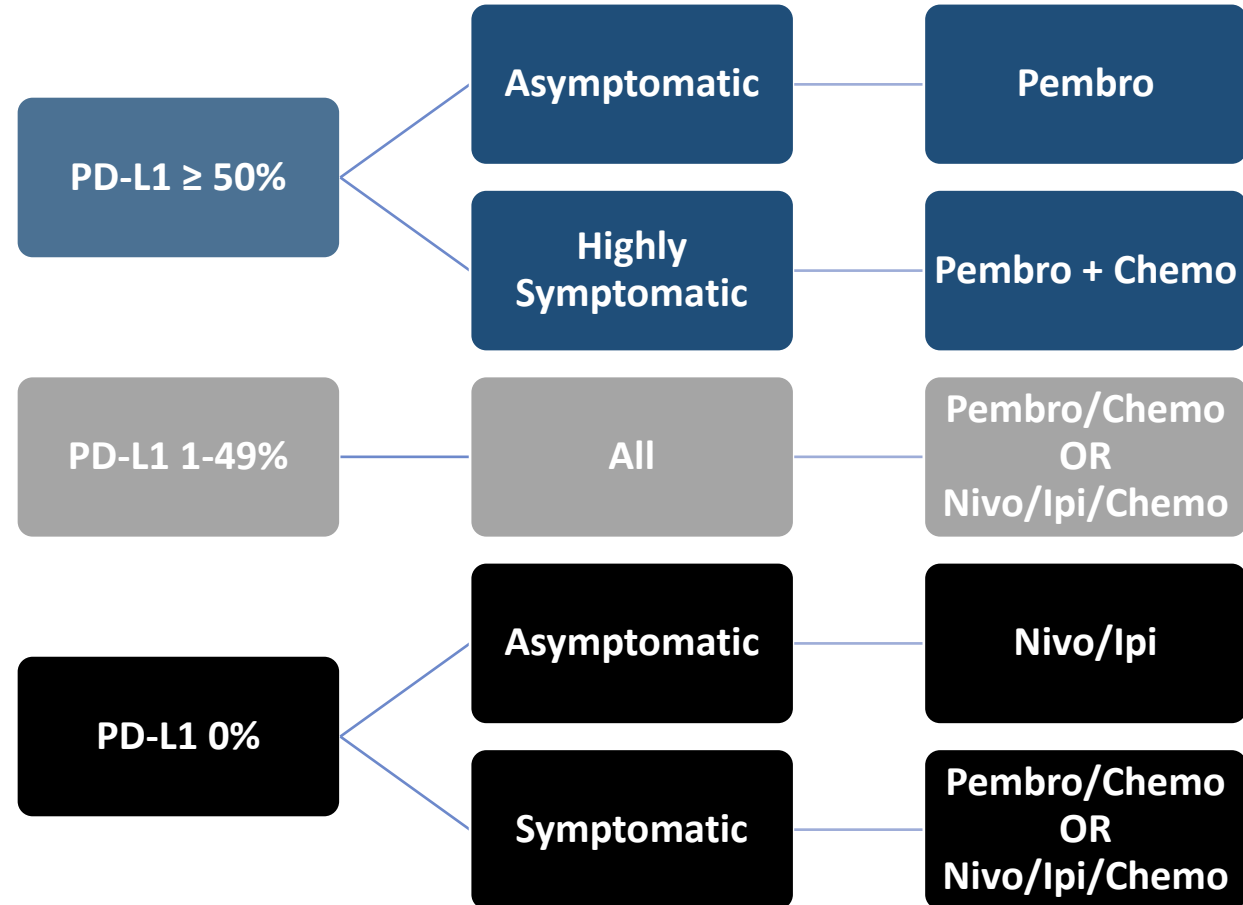 PD-L1 ≥ 50%
Asymptomatic
Pembro
Highly
Symptomatic
Pembro + Chemo
PD-L1 1-49%
All
Pembro/Chemo
OR
Nivo/Ipi/Chemo
PD-L1 0%
Asymptomatic
Nivo/Ipi
Symptomatic
Pembro/Chemo
OR
Nivo/Ipi/Chemo